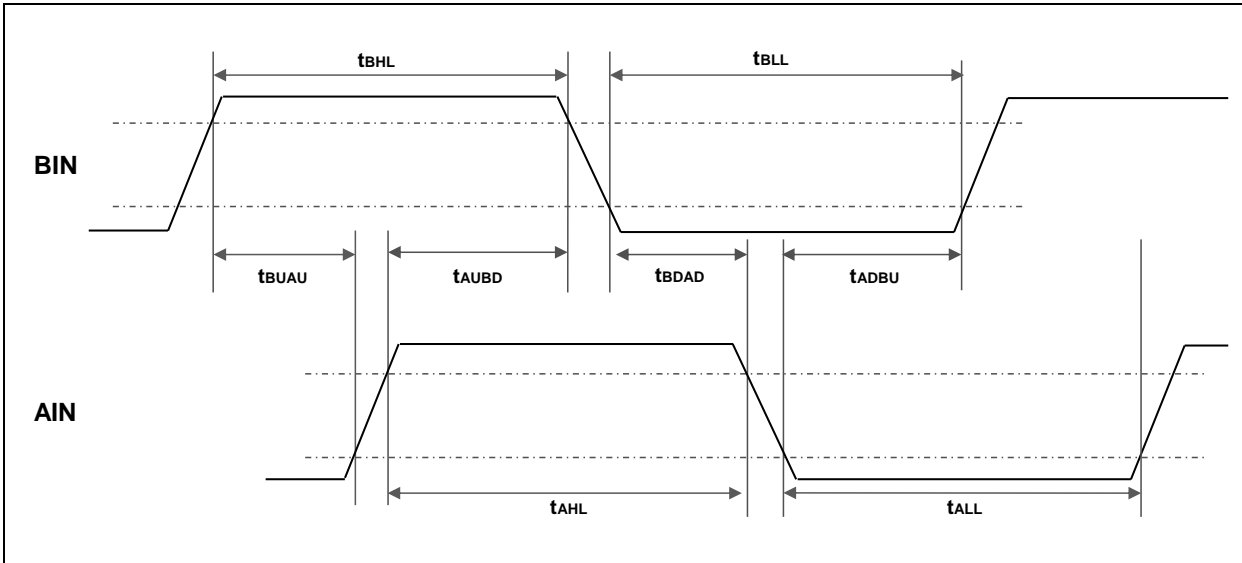 tBHL tBLL
BIN
tBUAU tAUBD tBDAD tADBU
AIN
tAHL tALL